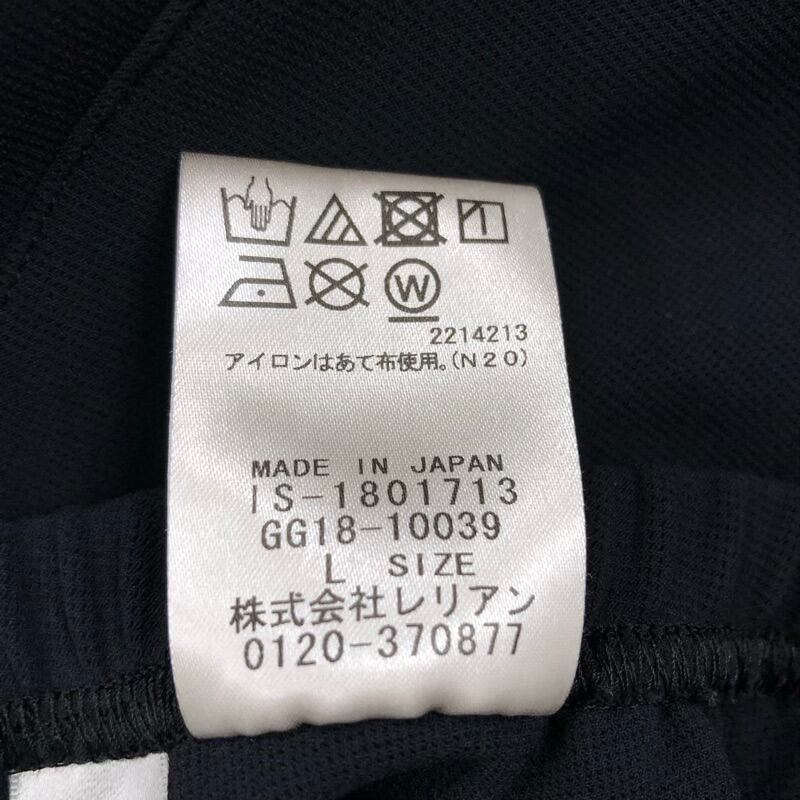 W
2214213
アイロンはあて布使用。(N20)
MADE IN JAPAN
IS-1801713
GG18-10039
L SIZE
株式会社レリアン
0120-370877